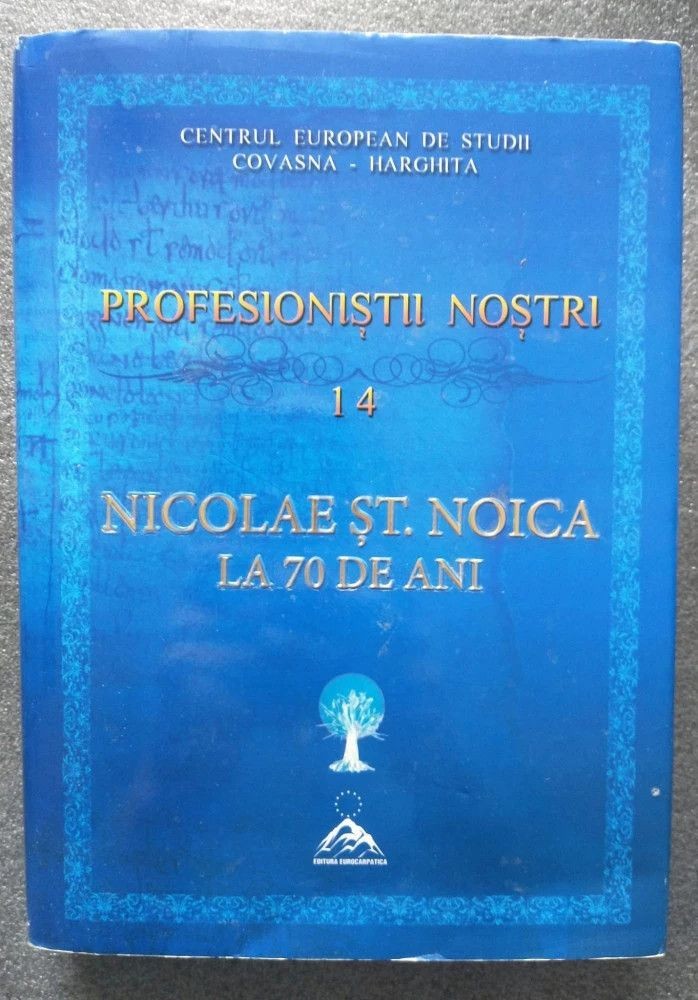 CENTRUL EUROPEAN DE STUDII
COVASNA - HARGHITA
PROFESIONIȘTII NOȘTRI
14
NICOLAE ȘT. NOICA
LA 70 DE ANI
EDITURA EUROCARPATICA